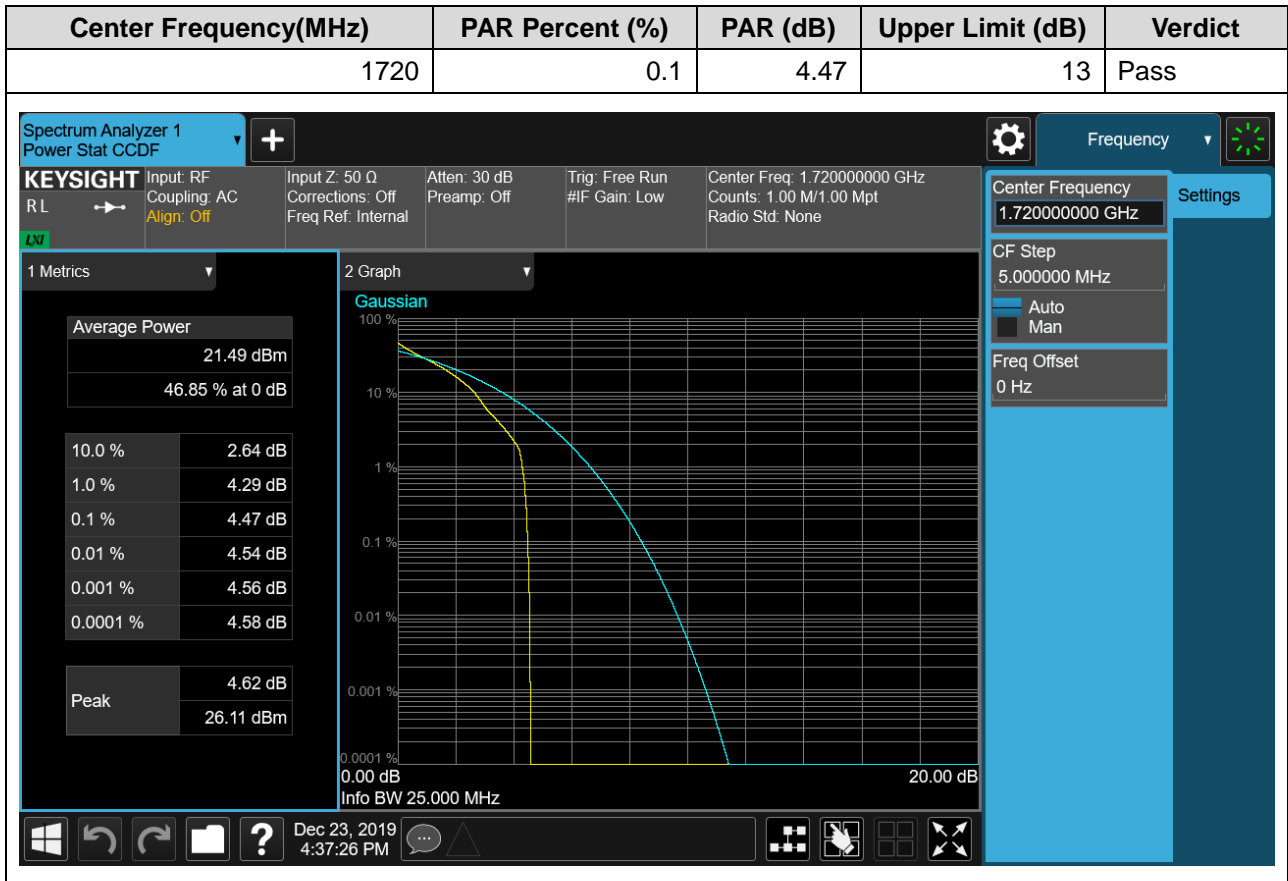 Center Frequency(MHz) PAR Percent (%) PAR (dB) Upper Limit (dB) Verdict
1720 0.1 4.47 13 Pass
Spectrum Analyzer 1
Power Stat CCDF
Frequency
KEYSIGHT
R L
LXI
Input: RF
Coupling: AC
Align: Off
Input Z: 50 Ω
Corrections: Off
Freq Ref: Internal
Atten: 30 dB
Preamp: Off
Trig: Free Run
#IF Gain: Low
Center Freq: 1.720000000 GHz
Counts: 1.00 M/1.00 Mpt
Radio Std: None
Center Frequency
1.720000000 GHz
Settings
CF Step
5.000000 MHz
Auto
Man
Freq Offset
0 Hz
1 Metrics
Average Power
21.49 dBm
46.85 % at 0 dB
10.0 % 2.64 dB
1.0 % 4.29 dB
0.1 % 4.47 dB
0.01 % 4.54 dB
0.001 % 4.56 dB
0.0001 % 4.58 dB
Peak
4.62 dB
26.11 dBm
2 Graph
Gaussian
100 %
10 %
1 %
0.1 %
0.01 %
0.001 %
0.0001 %
0.00 dB 20.00 dB
Info BW 25.000 MHz
?
Dec 23, 2019
4:37:26 PM